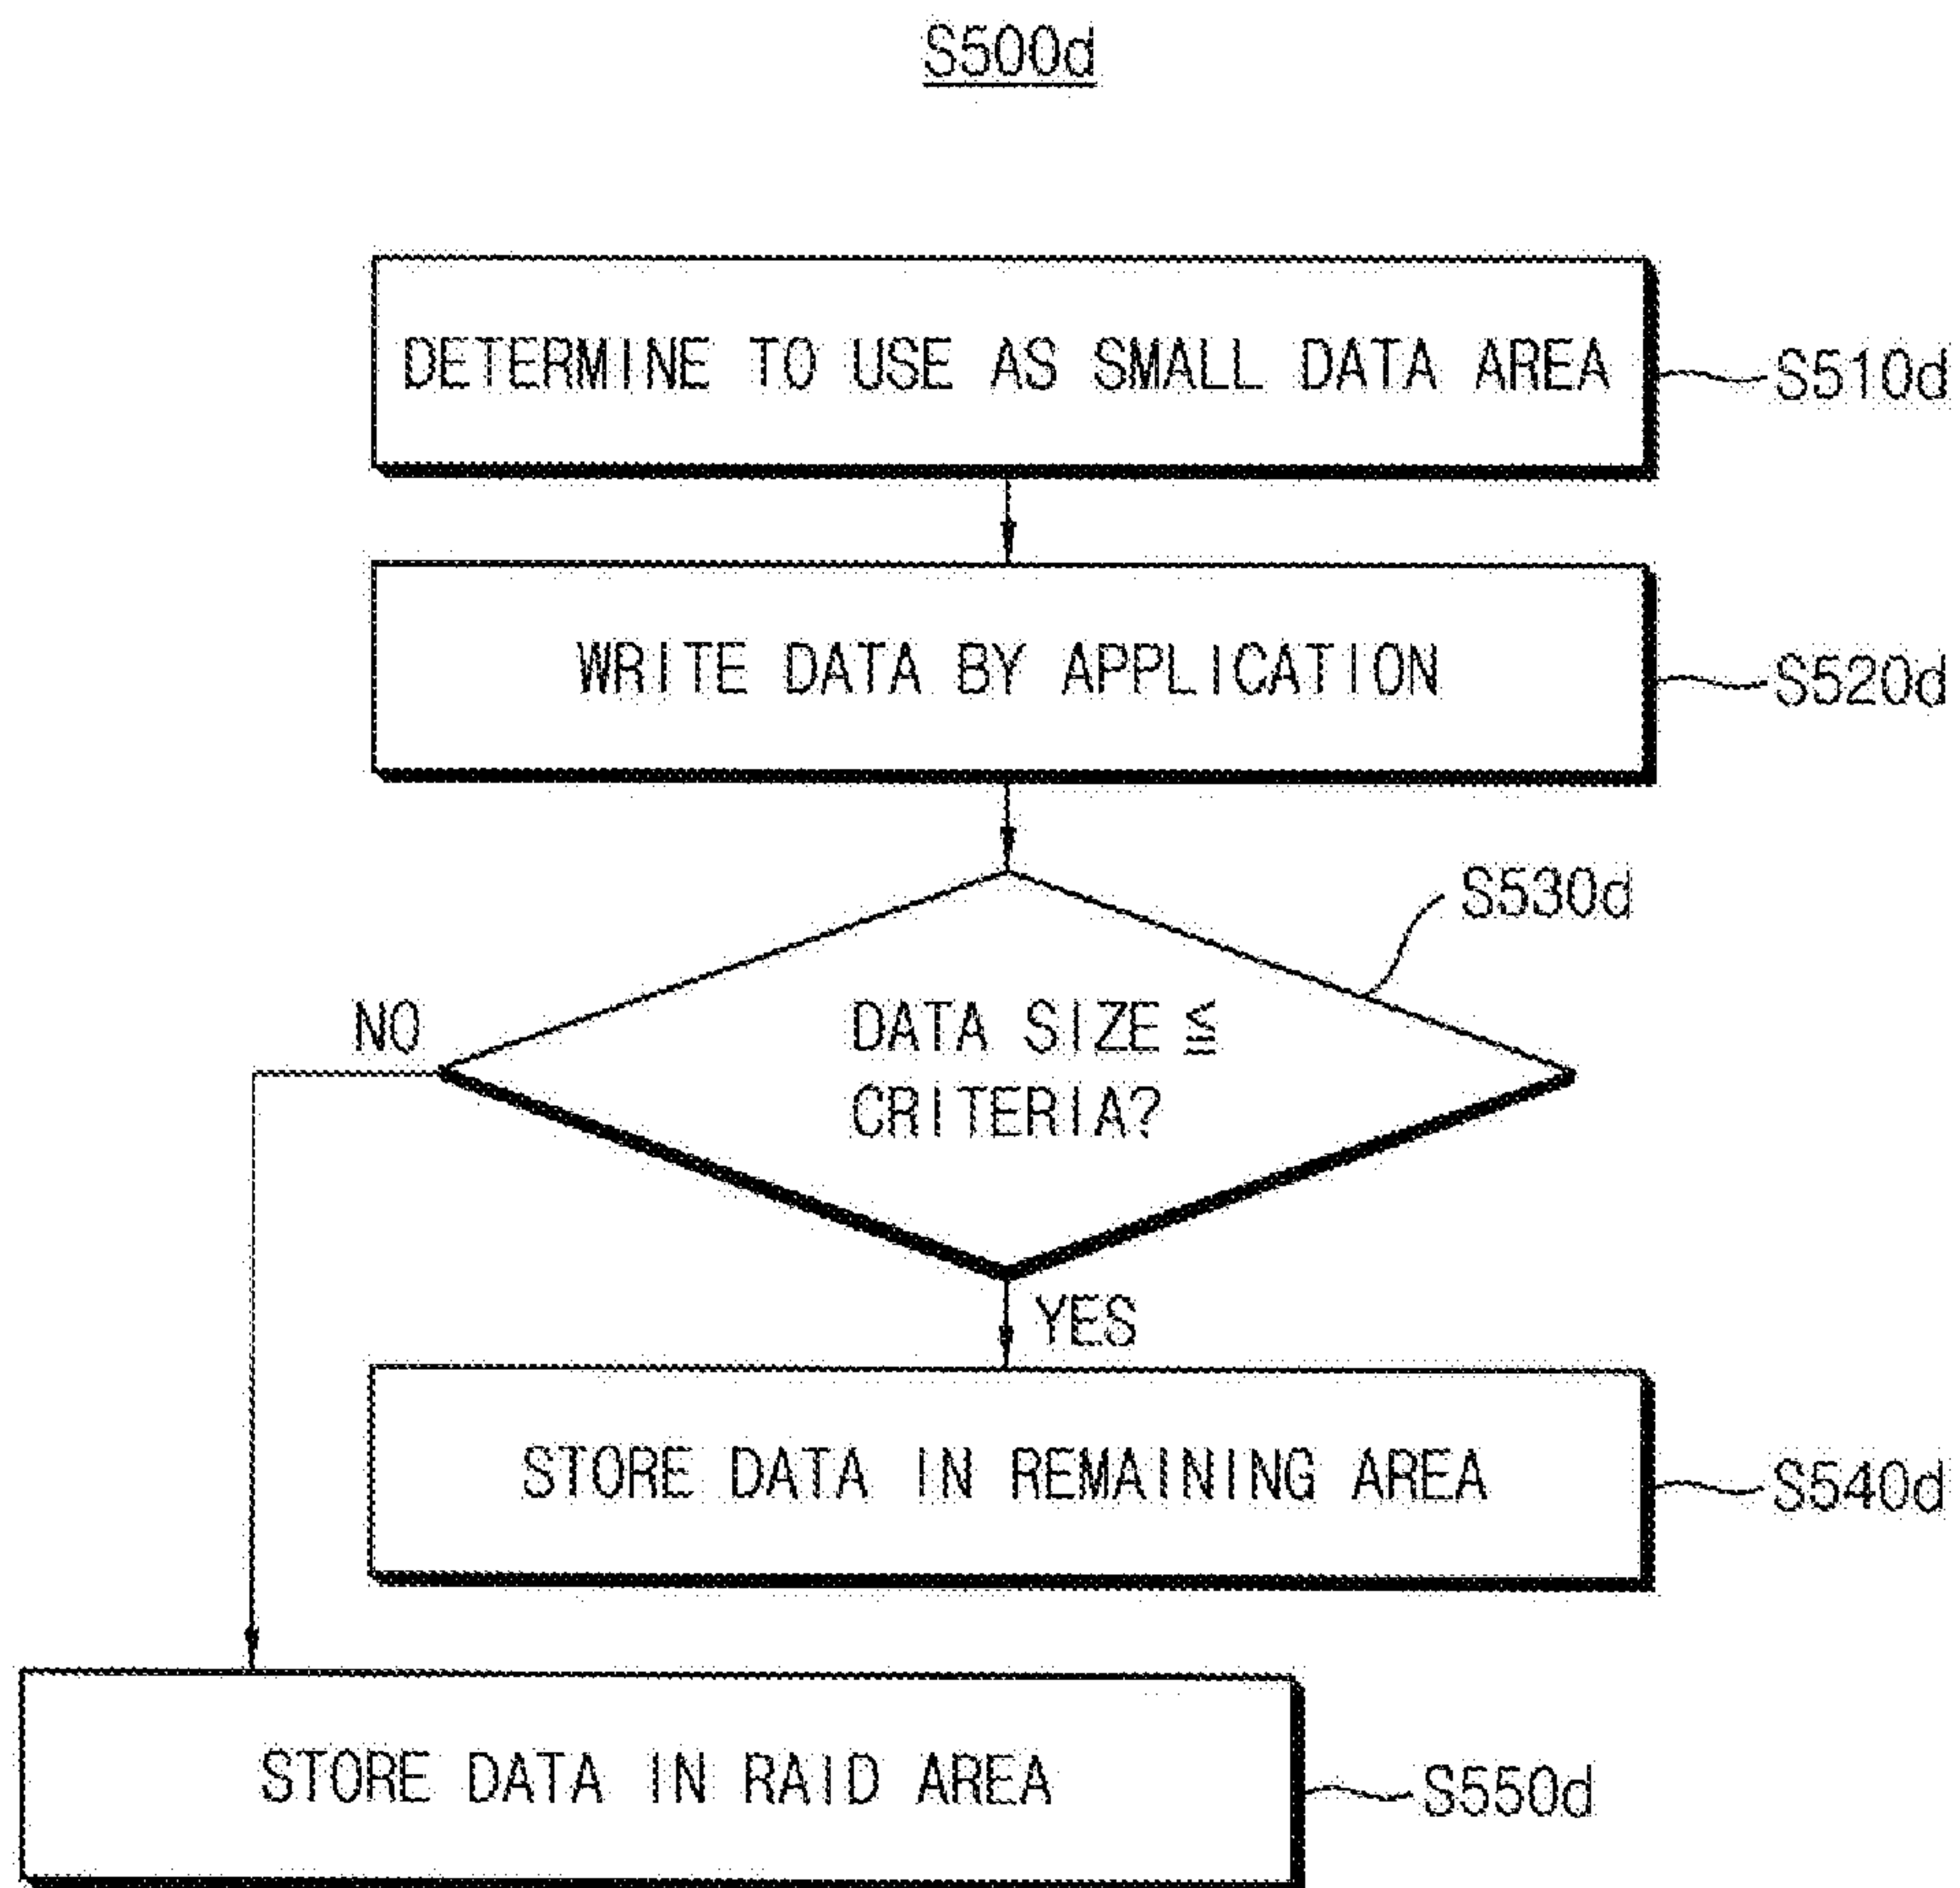 S500d
DETERMINE TO USE AS SMALL DATA AREA
S510d
WRITE DATA BY APPLICATION
S520d
S530d
NO
DATA SIZE ≦
CRITERIA?
YES
STORE DATA IN REMAINING AREA
S540d
STORE DATA IN RAID AREA
S550d